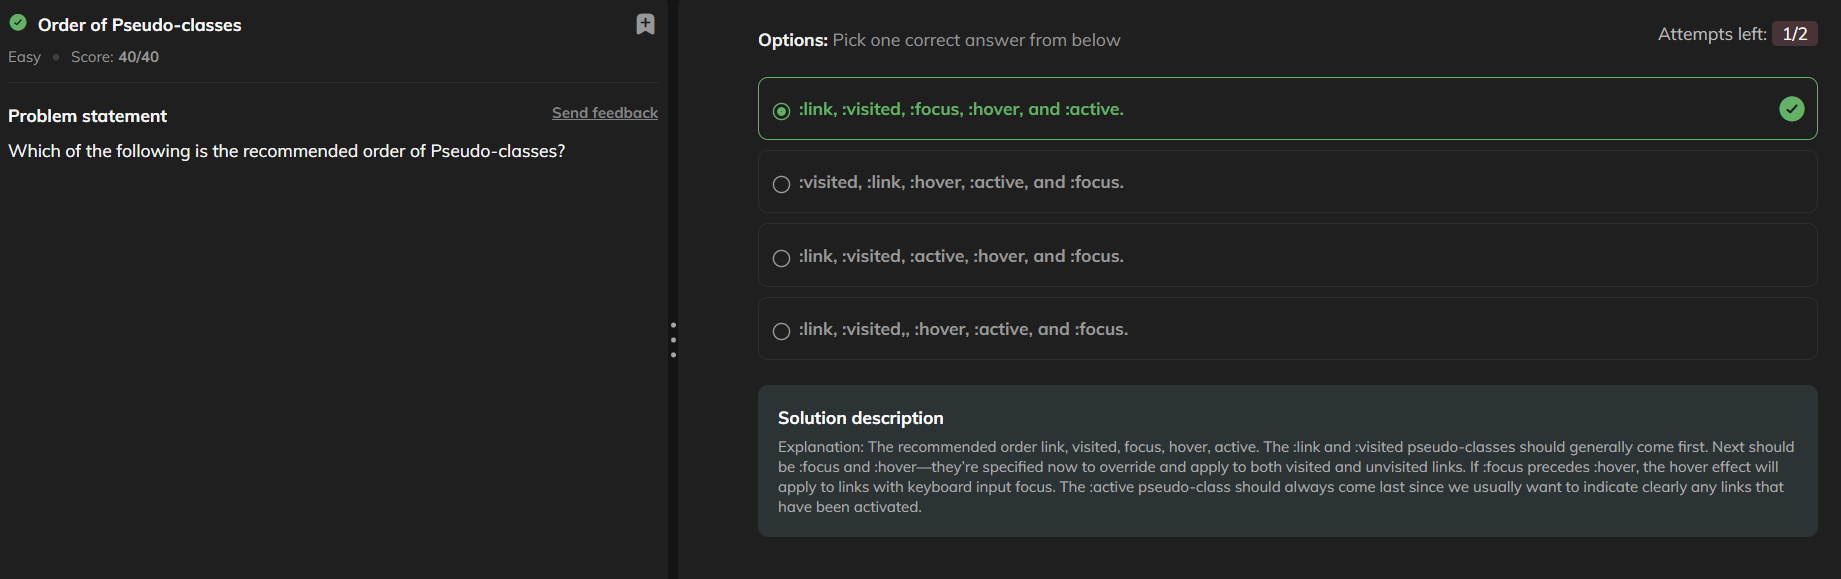 Order of Pseudo-classes
Easy • Score: 40/40
Problem statement
Send feedback
Which of the following is the recommended order of Pseudo-classes?
Options: Pick one correct answer from below
Attempts left: 1/2
:link, :visited, :focus, :hover, and :active.
:visited, :link, :hover, :active, and :focus.
:link, :visited, :active, :hover, and :focus.
:link, :visited,, :hover, :active, and :focus.
Solution description
Explanation: The recommended order link, visited, focus, hover, active. The :link and :visited pseudo-classes should generally come first. Next should
be :focus and :hover—they're specified now to override and apply to both visited and unvisited links. If :focus precedes :hover, the hover effect will
apply to links with keyboard input focus. The :active pseudo-class should always come last since we usually want to indicate clearly any links that
have been activated.